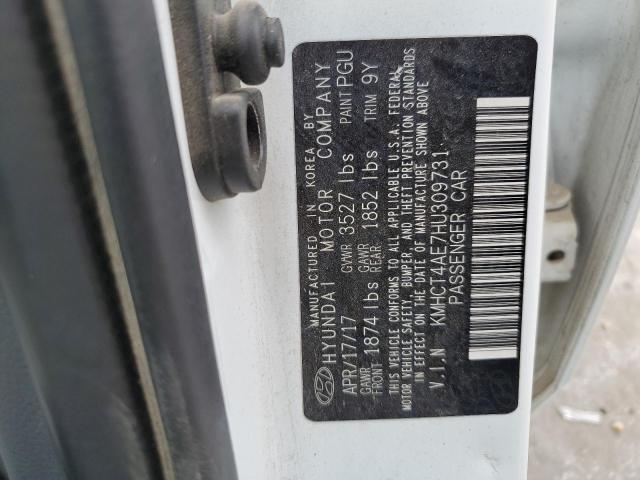 MANUFACTURED IN KOREA BY
HYUNDAI MOTOR COMPANY
APR/17/17 GVWR 3527 lbs PAINT PGU
GAWR FRONT 1874 lbs GAWR REAR 1852 lbs TRIM 9Y
THIS VEHICLE CONFORMS TO ALL APPLICABLE U.S.A. FEDERAL
MOTOR VEHICLE SAFETY, BUMPER, AND THEFT PREVENTION STANDARDS
IN EFFECT ON THE DATE OF MANUFACTURE SHOWN ABOVE
V.I.N KMHCT4AE7HU309731
PASSENGER CAR